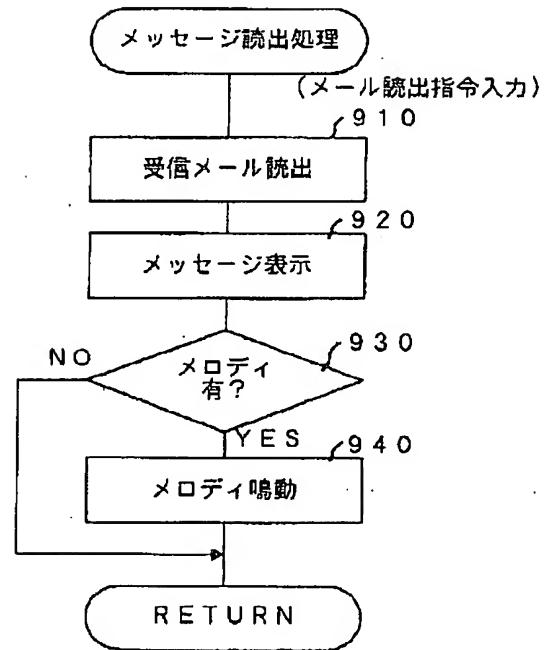 メッセージ読出処理
(メール読出指令入力)
910
受信メール読出
920
メッセージ表示
930
NO
メロディ
有?
YES
940
メロディ鳴動
RETURN